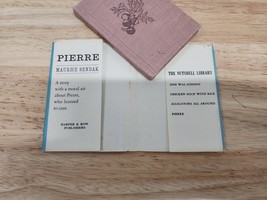 PIERRE
MAURICE SENDAK
A story
with a moral air
about Pierre,
who learned
to care
HARPER & ROW
PUBLISHERS
THE NUTSHELL LIBRARY
ONE WAS JOHNNY
CHICKEN SOUP WITH RICE
ALLIGATORS ALL AROUND
PIERRE